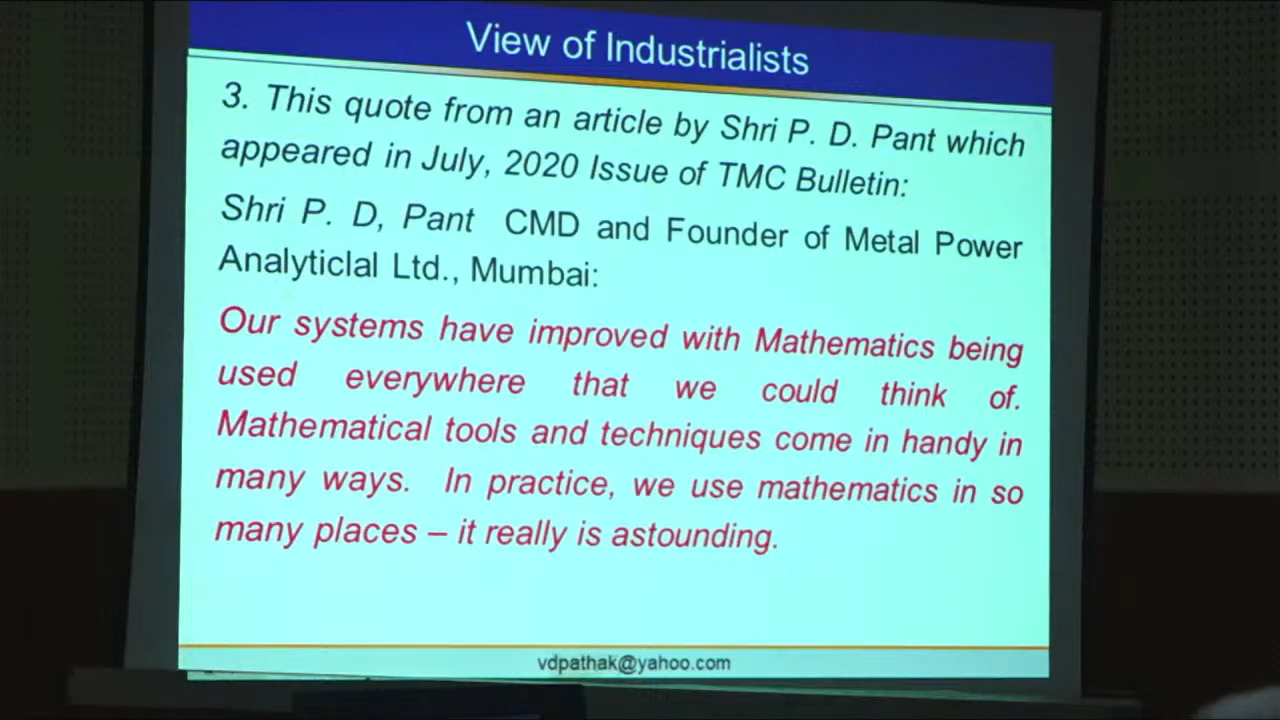 View of Industrialists
3. This quote from an article by Shri P. D. Pant which
appeared in July, 2020 Issue of TMC Bulletin:
Shri P. D, Pant CMD and Founder of Metal Power
Analyticlal Ltd., Mumbai:
Our systems have improved with Mathematics being
used everywhere that we could think of.
Mathematical tools and techniques come in handy in
many ways. In practice, we use mathematics in so
many places – it really is astounding.
vdpathak@yahoo.com